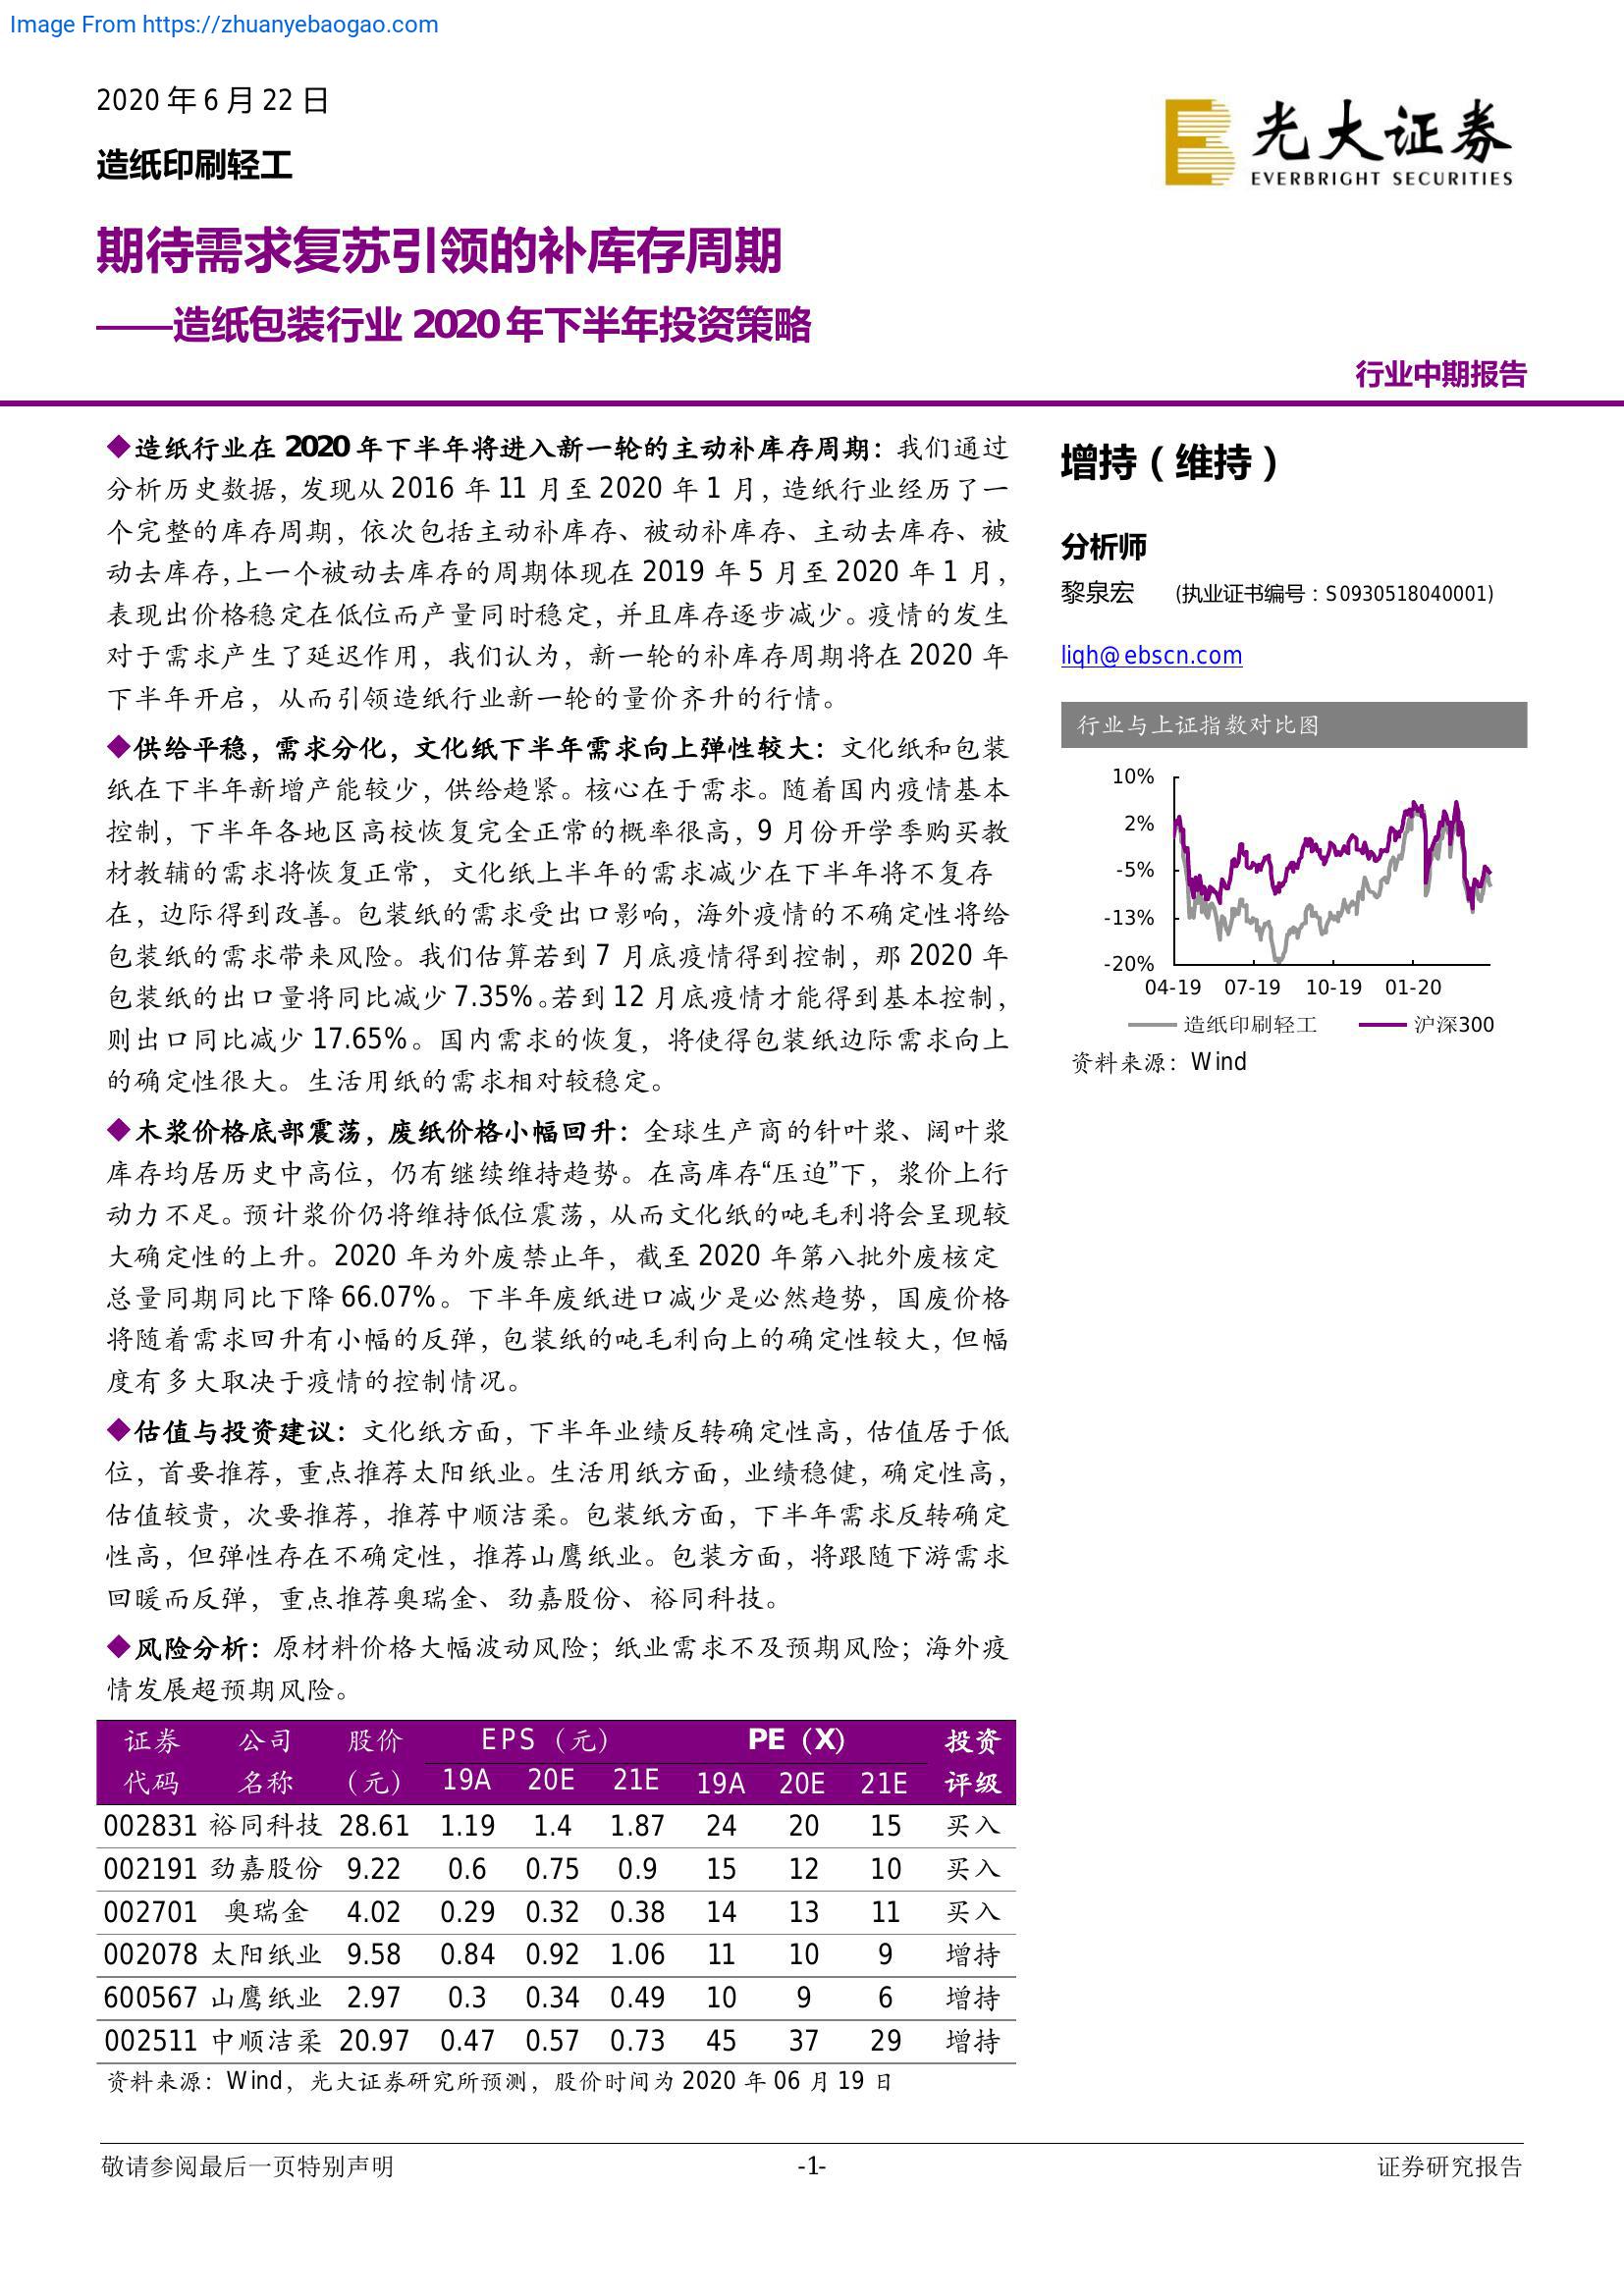 Image From https://zhuanyebaogao.com
2020 年 6 月 22 日
造纸印刷轻工
光大证券
EVERBRIGHT SECURITIES
期待需求复苏引领的补库存周期
——造纸包装行业 2020 年下半年投资策略
行业中期报告
◆造纸行业在 2020 年下半年将进入新一轮的主动补库存周期：我们通过
分析历史数据，发现从 2016 年 11 月至 2020 年 1 月，造纸行业经历了一
个完整的库存周期，依次包括主动补库存、被动补库存、主动去库存、被
动去库存，上一个被动去库存的周期体现在 2019 年 5 月至 2020 年 1 月，
表现出价格稳定在低位而产量同时稳定，并且库存逐步减少。疫情的发生
对于需求产生了延迟作用，我们认为，新一轮的补库存周期将在 2020 年
下半年开启，从而引领造纸行业新一轮的量价齐升的行情。
◆供给平稳，需求分化，文化纸下半年需求向上弹性较大：文化纸和包装
纸在下半年新增产能较少，供给趋紧。核心在于需求。随着国内疫情基本
控制，下半年各地区高校恢复完全正常的概率很高，9 月份开学季购买教
材教辅的需求将恢复正常，文化纸上半年的需求减少在下半年将不复存
在，边际得到改善。包装纸的需求受出口影响，海外疫情的不确定性将给
包装纸的需求带来风险。我们估算若到 7 月底疫情得到控制，那 2020 年
包装纸的出口量将同比减少 7.35%。若到 12 月底疫情才能得到基本控制，
则出口同比减少 17.65%。国内需求的恢复，将使得包装纸边际需求向上
的确定性很大。生活用纸的需求相对较稳定。
◆木浆价格底部震荡，废纸价格小幅回升：全球生产商的针叶浆、阔叶浆
库存均居历史中高位，仍有继续维持趋势。在高库存“压迫”下，浆价上行
动力不足。预计浆价仍将维持低位震荡，从而文化纸的吨毛利将会呈现较
大确定性的上升。2020 年为外废禁止年，截至 2020 年第八批外废核定
总量同期同比下降 66.07%。下半年废纸进口减少是必然趋势，国废价格
将随着需求回升有小幅的反弹，包装纸的吨毛利向上的确定性较大，但幅
度有多大取决于疫情的控制情况。
◆估值与投资建议：文化纸方面，下半年业绩反转确定性高，估值居于低
位，首要推荐，重点推荐太阳纸业。生活用纸方面，业绩稳健，确定性高，
估值较贵，次要推荐，推荐中顺洁柔。包装纸方面，下半年需求反转确定
性高，但弹性存在不确定性，推荐山鹰纸业。包装方面，将跟随下游需求
回暖而反弹，重点推荐奥瑞金、劲嘉股份、裕同科技。
◆风险分析：原材料价格大幅波动风险；纸业需求不及预期风险；海外疫
情发展超预期风险。
证券 公司 股价 EPS（元） PE（X） 投资
代码 名称 （元） 19A 20E 21E 19A 20E 21E 评级
002831 裕同科技 28.61 1.19 1.4 1.87 24 20 15 买入
002191 劲嘉股份 9.22 0.6 0.75 0.9 15 12 10 买入
002701 奥瑞金 4.02 0.29 0.32 0.38 14 13 11 买入
002078 太阳纸业 9.58 0.84 0.92 1.06 11 10 9 增持
600567 山鹰纸业 2.97 0.3 0.34 0.49 10 9 6 增持
002511 中顺洁柔 20.97 0.47 0.57 0.73 45 37 29 增持
资料来源：Wind，光大证券研究所预测，股价时间为 2020 年 06 月 19 日
增持（维持）
分析师
黎泉宏 (执业证书编号：S0930518040001)
liqh@ebscn.com
行业与上证指数对比图
10%
2%
-5%
-13%
-20%
04-19 07-19 10-19 01-20
造纸印刷轻工 沪深300
资料来源：Wind
敬请参阅最后一页特别声明 -1- 证券研究报告